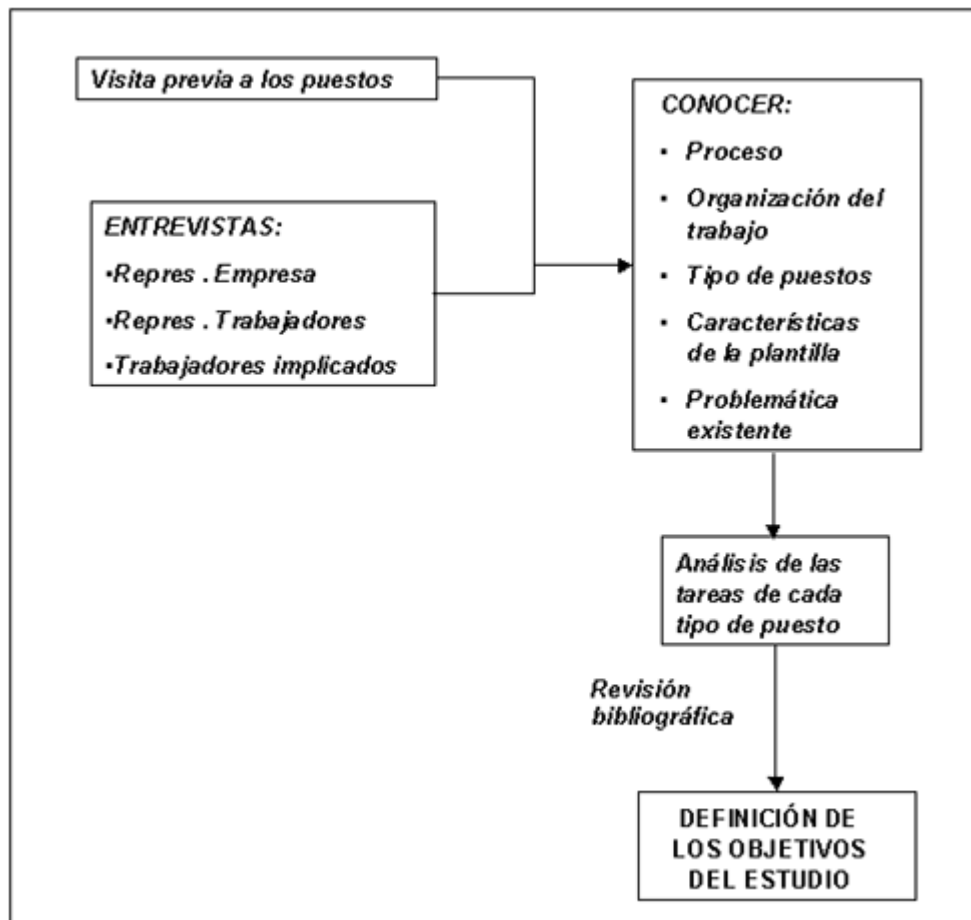 Visita previa a los puestos
ENTREVISTAS:
•Repres . Empresa
•Repres . Trabajadores
•Trabajadores implicados
CONOCER:
• Proceso
• Organización del
trabajo
• Tipo de puestos
• Características
de la plantilla
• Problemática
existente
Análisis de las
tareas de cada
tipo de puesto
Revisión
bibliográfica
DEFINICIÓN DE
LOS OBJETIVOS
DEL ESTUDIO